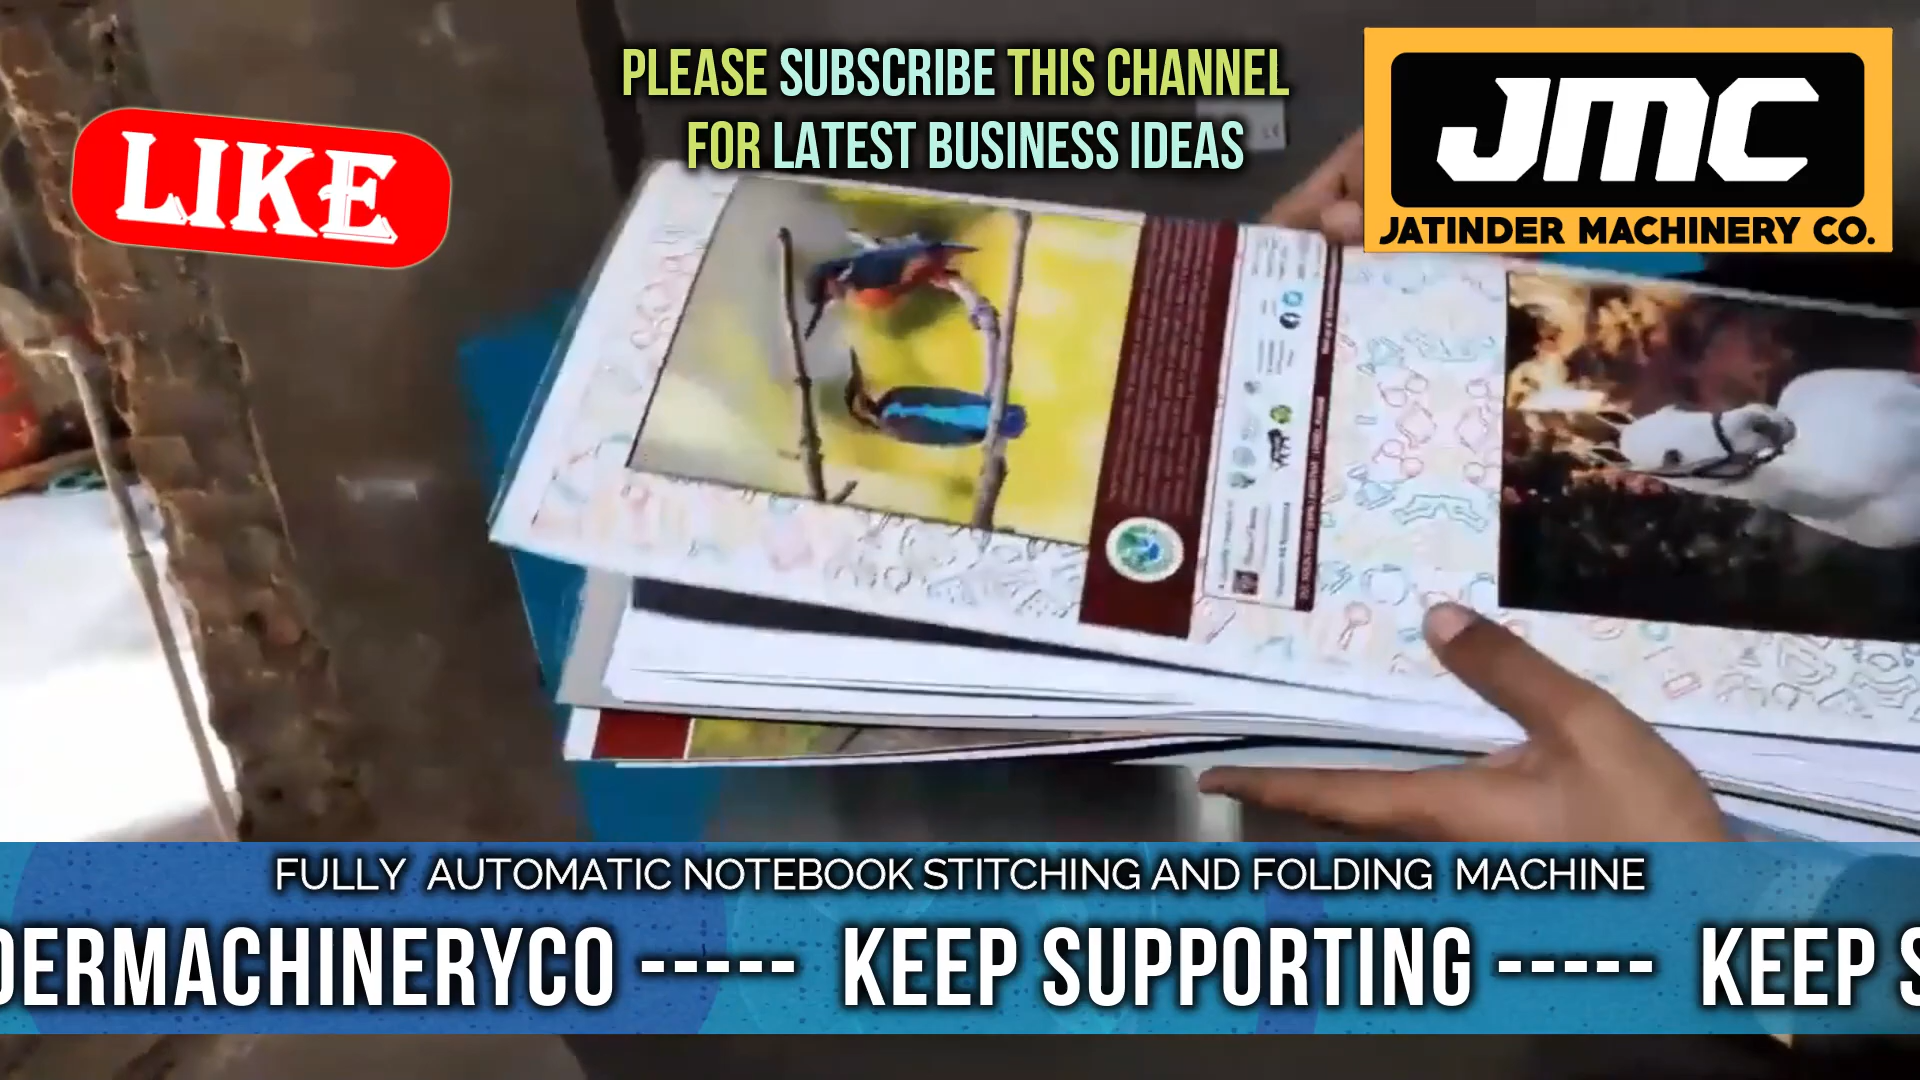 PLEASE SUBSCRIBE THIS CHANNEL
FOR LATEST BUSINESS IDEAS
LIKE
JMC
JATINDER MACHINERY CO.
FULLY AUTOMATIC NOTEBOOK STITCHING AND FOLDING MACHINE
DERMACHINERYCO ----- KEEP SUPPORTING ----- KEEP S